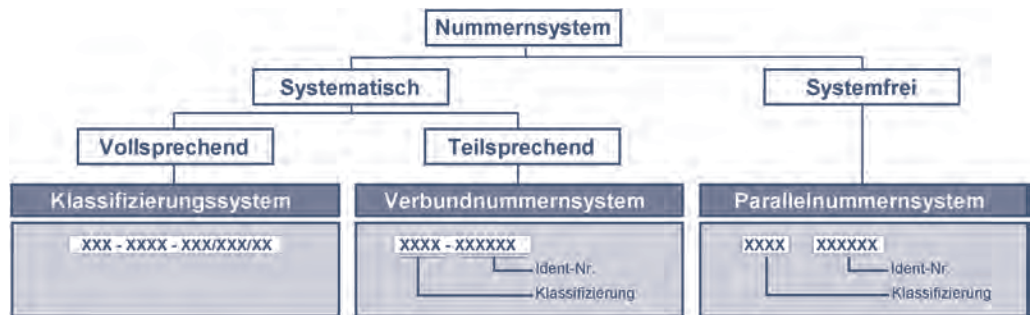 Nummernsystem
Systematisch
Systemfrei
Vollsprechend
Teilsprechend
Klassifizierungssystem
Verbundnummernsystem
Parallelnummernsystem
XXX - XXXX - XXX/XXX/XX
XXXX - XXXXXX
Ident-Nr.
Klassifizierung
XXXX XXXXXX
Ident-Nr.
Klassifizierung